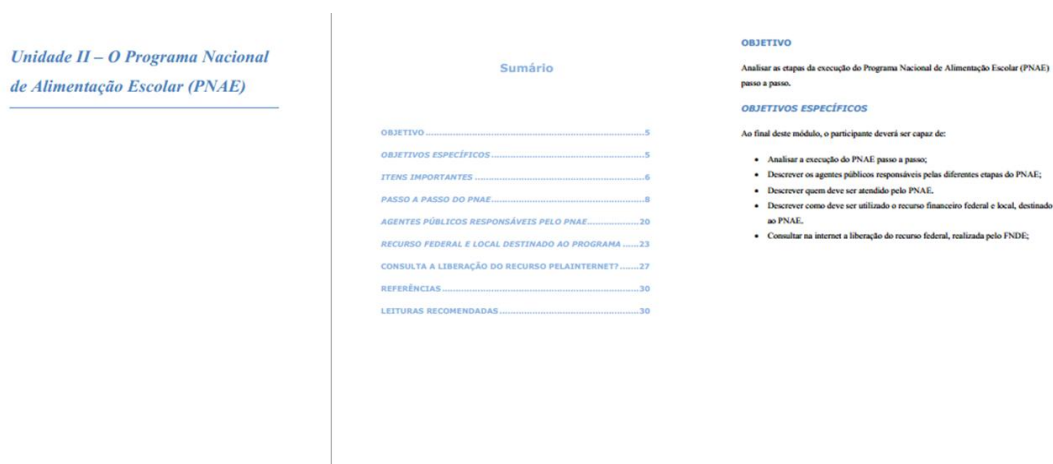 Unidade II – O Programa Nacional
de Alimentação Escolar (PNAE)
Sumário
OBJETIVO ................................................................................5
OBJETIVOS ESPECÍFICOS.........................................................5
ITENS IMPORTANTES ..............................................................6
PASSO A PASSO DO PNAE........................................................8
AGENTES PÚBLICOS RESPONSÁVEIS PELO PNAE...................20
RECURSO FEDERAL E LOCAL DESTINADO AO PROGRAMA ......23
CONSULTA A LIBERAÇÃO DO RECURSO PELAINTERNET?.......27
REFERÊNCIAS .........................................................................30
LEITURAS RECOMENDADAS ...................................................30
OBJETIVO
Analisar as etapas da execução do Programa Nacional de Alimentação Escolar (PNAE)
passo a passo.
OBJETIVOS ESPECÍFICOS
Ao final deste módulo, o participante deverá ser capaz de:
• Analisar a execução do PNAE passo a passo;
• Descrever os agentes públicos responsáveis pelas diferentes etapas do PNAE;
• Descrever quem deve ser atendido pelo PNAE.
• Descrever como deve ser utilizado o recurso financeiro federal e local, destinado
ao PNAE.
• Consultar na internet a liberação do recurso federal, realizada pelo FNDE;